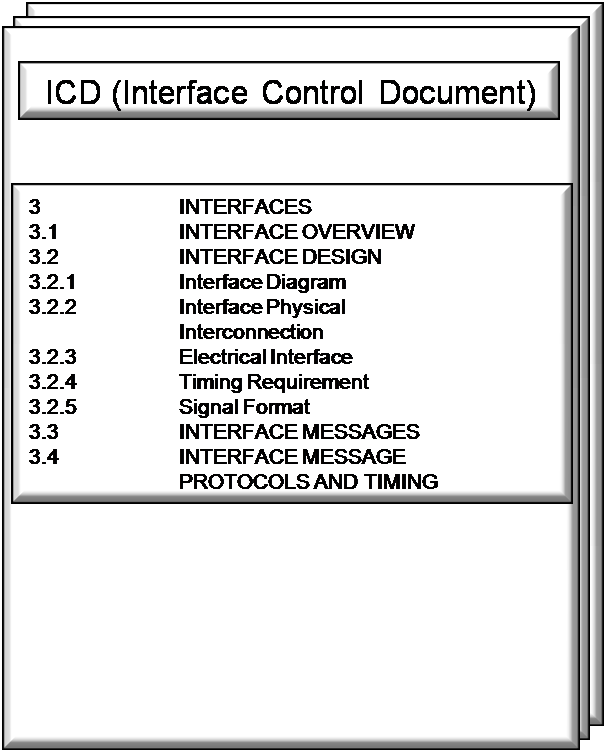 ICD (Interface Control Document)
3 INTERFACES
3.1 INTERFACE OVERVIEW
3.2 INTERFACE DESIGN
3.2.1 Interface Diagram
3.2.2 Interface Physical
Interconnection
3.2.3 Electrical Interface
3.2.4 Timing Requirement
3.2.5 Signal Format
3.3 INTERFACE MESSAGES
3.4 INTERFACE MESSAGE
PROTOCOLS AND TIMING